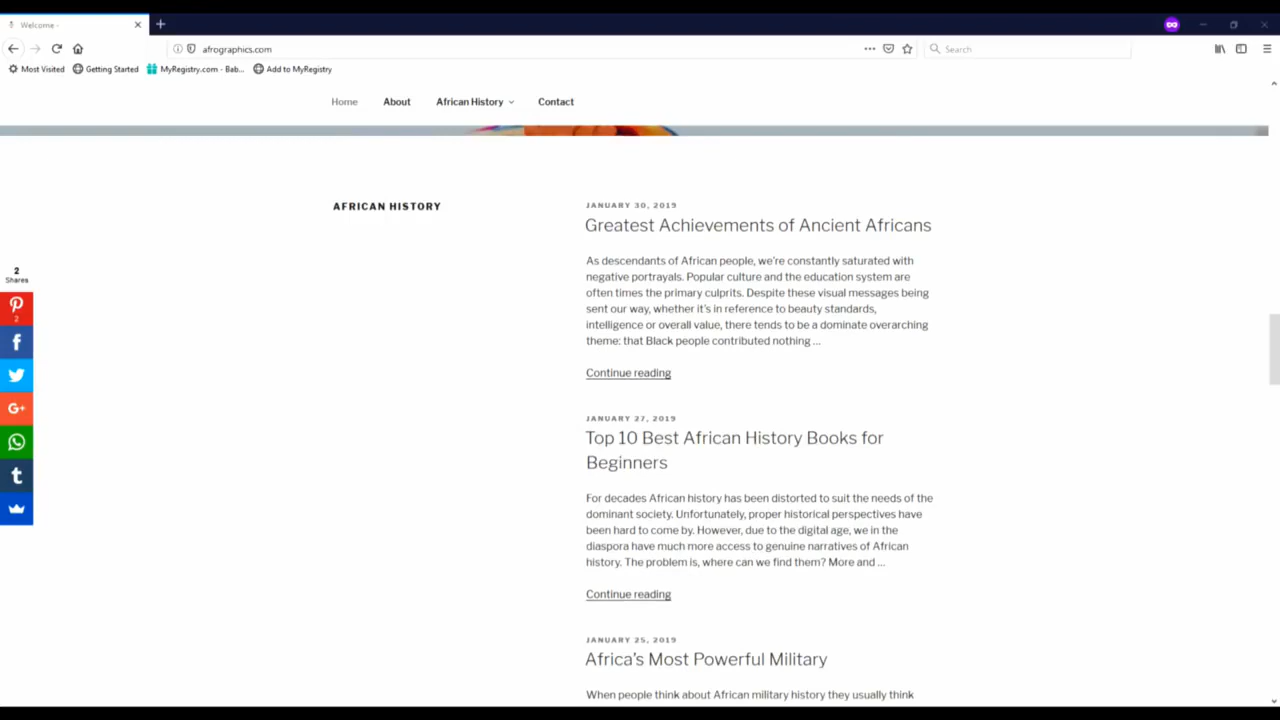 Welcome -
afrographics.com
Search
Most Visited Getting Started MyRegistry.com - Bab... Add to MyRegistry
Home About African History Contact
AFRICAN HISTORY
JANUARY 30, 2019
Greatest Achievements of Ancient Africans
As descendants of African people, we're constantly saturated with
negative portrayals. Popular culture and the education system are
often times the primary culprits. Despite these visual messages being
sent our way, whether it's in reference to beauty standards,
intelligence or overall value, there tends to be a dominate overarching
theme: that Black people contributed nothing ...
Continue reading
2
Shares
2
G+
JANUARY 27, 2019
Top 10 Best African History Books for
Beginners
For decades African history has been distorted to suit the needs of the
dominant society. Unfortunately, proper historical perspectives have
been hard to come by. However, due to the digital age, we in the
diaspora have much more access to genuine narratives of African
history. The problem is, where can we find them? More and ...
Continue reading
JANUARY 25, 2019
Africa's Most Powerful Military
When people think about African military history they usually think